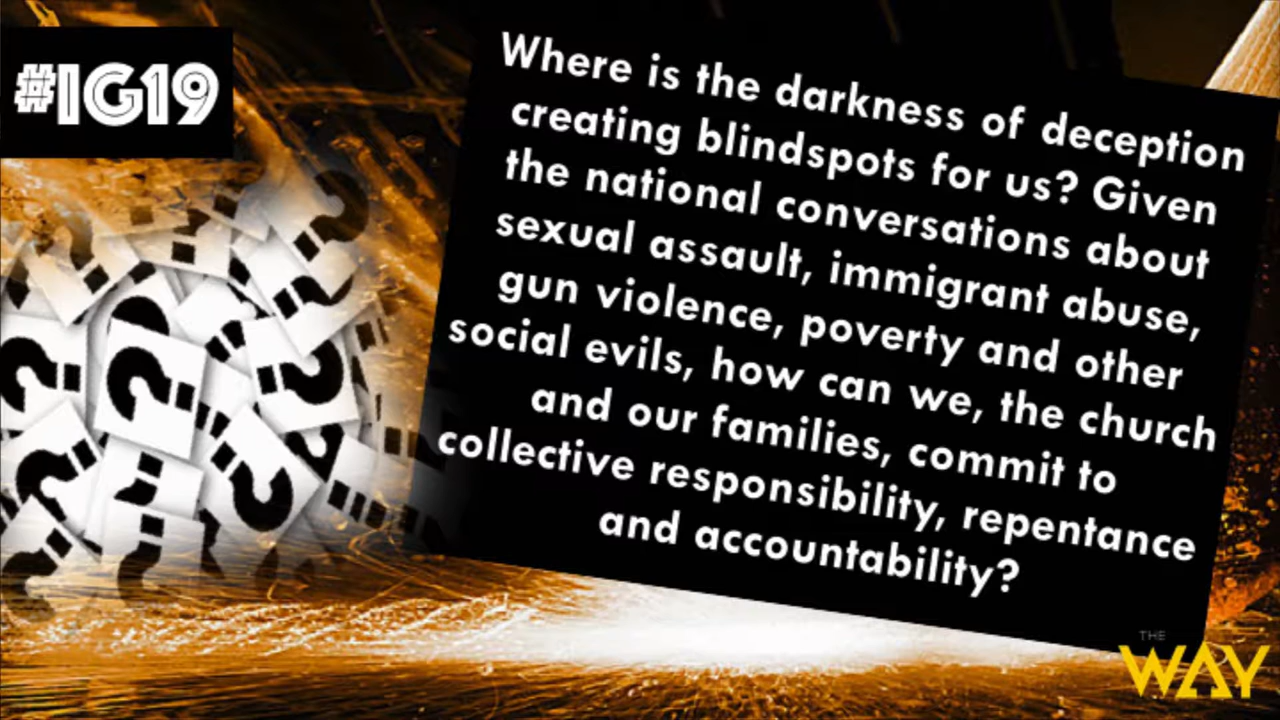 #IG19
Where is the darkness of deception
creating blindspots for us? Given
the national conversations about
sexual assault, immigrant abuse,
gun violence, poverty and other
social evils, how can we, the church
and our families, commit to
collective responsibility, repentance
and accountability?
THE
WAY